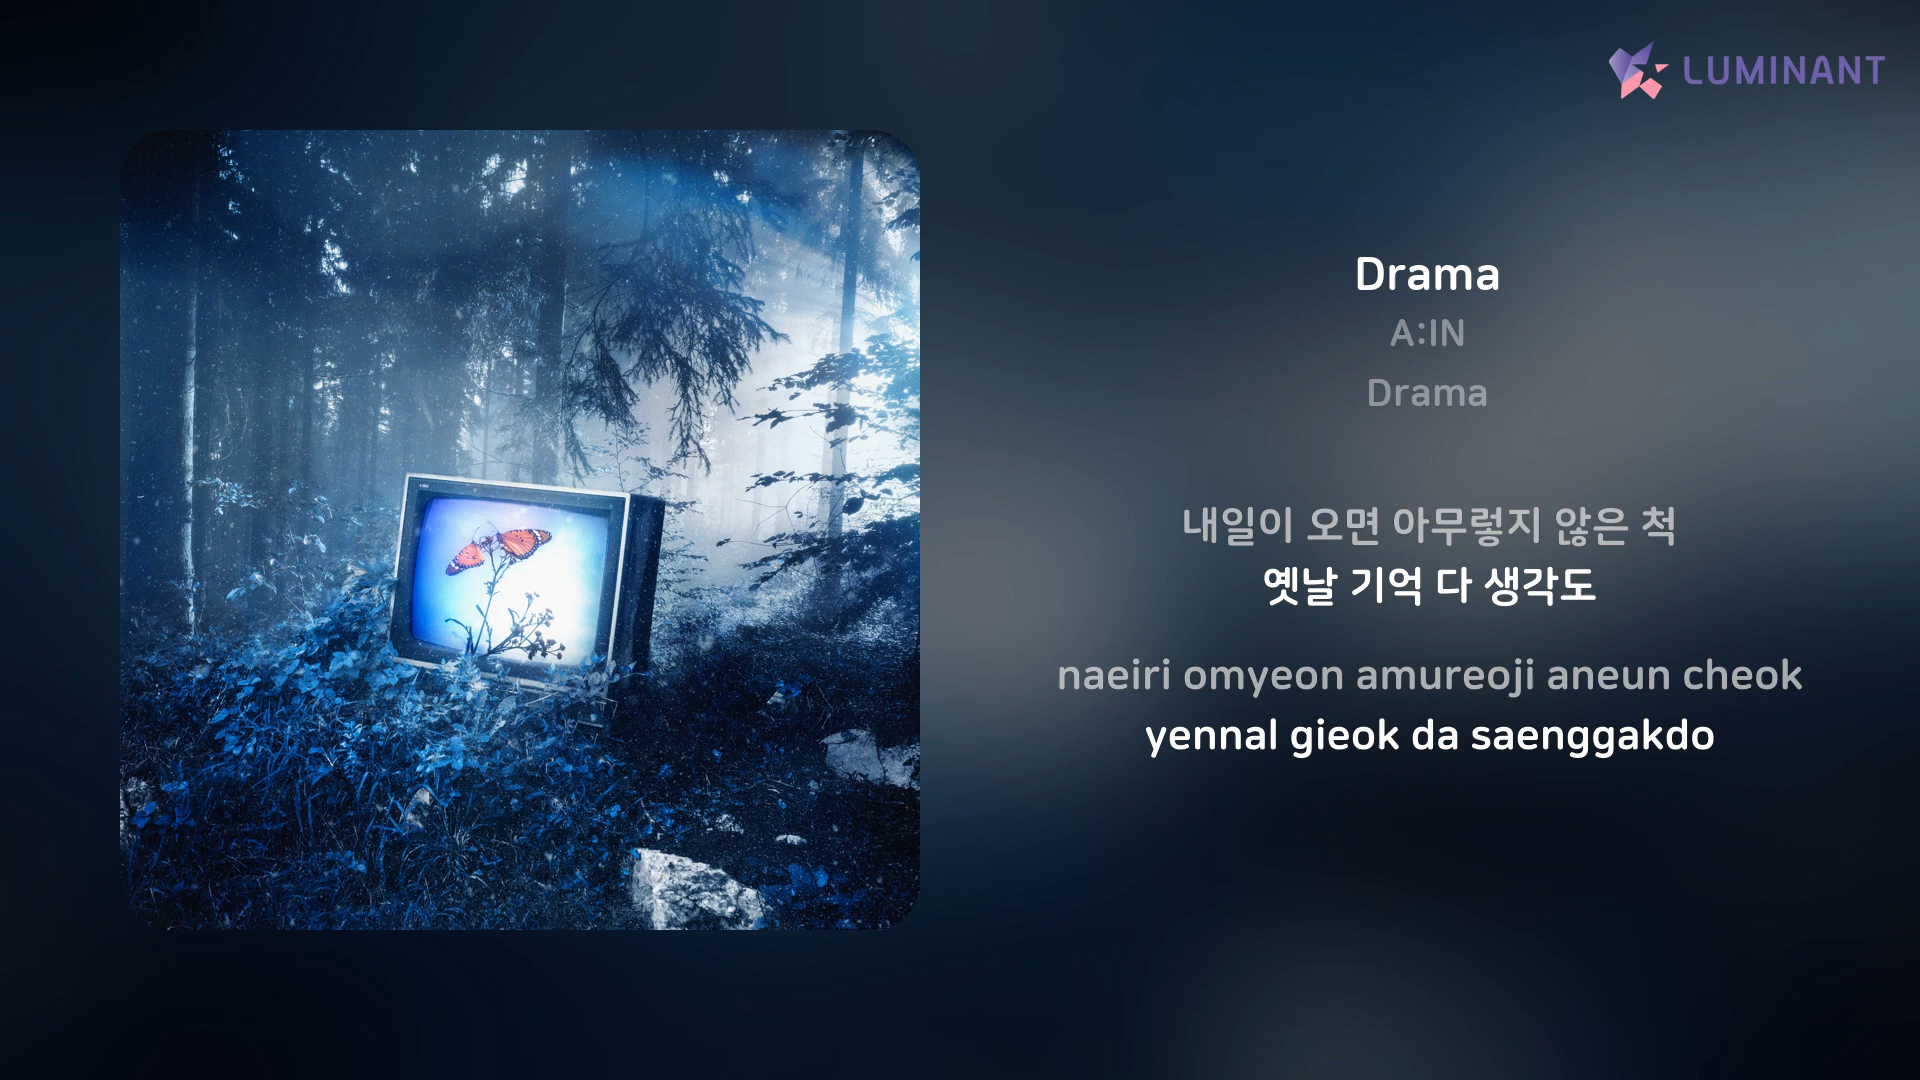 LUMINANT
Drama
A:IN
Drama
내일이 오면 아무렇지 않은 척
옛날 기억 다 생각도
naeiri omyeon amureoji aneun cheok
yennal gieok da saenggakdo